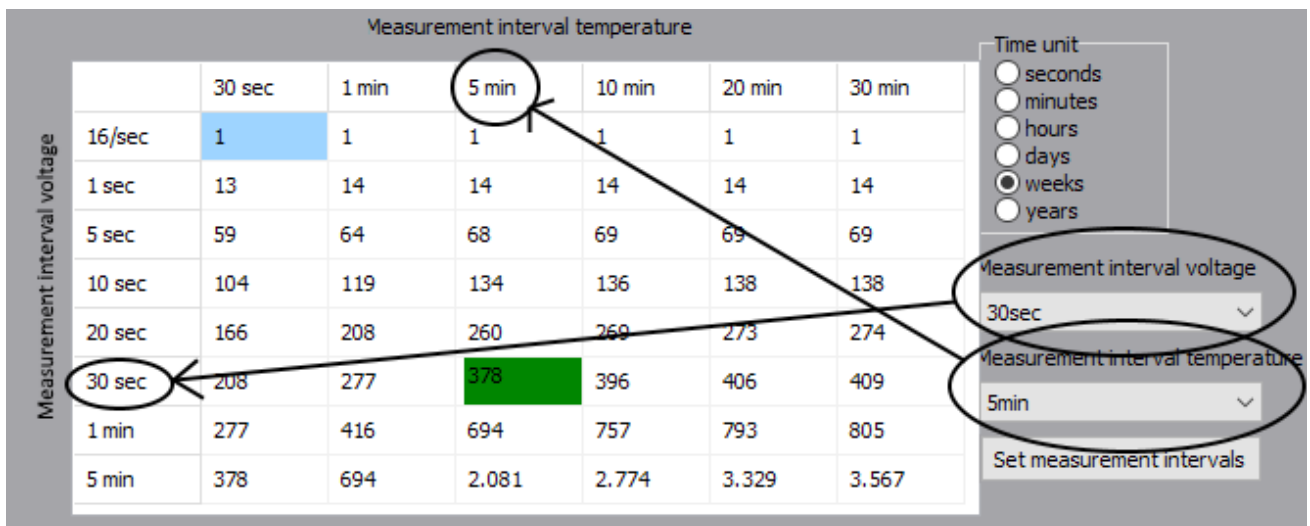 Measurement interval temperature
Measurement interval voltage
30 sec 1 min 5 min 10 min 20 min 30 min
16/sec 1 1 1 1 1 1
1 sec 13 14 14 14 14 14
5 sec 59 64 68 69 69 69
10 sec 104 119 134 136 138 138
20 sec 166 208 260 269 273 274
30 sec 208 277 378 396 406 409
1 min 277 416 694 757 793 805
5 min 378 694 2.081 2.774 3.329 3.567
Time unit
seconds
minutes
hours
days
weeks
years
Measurement interval voltage
30sec
Measurement interval temperature
5min
Set measurement intervals